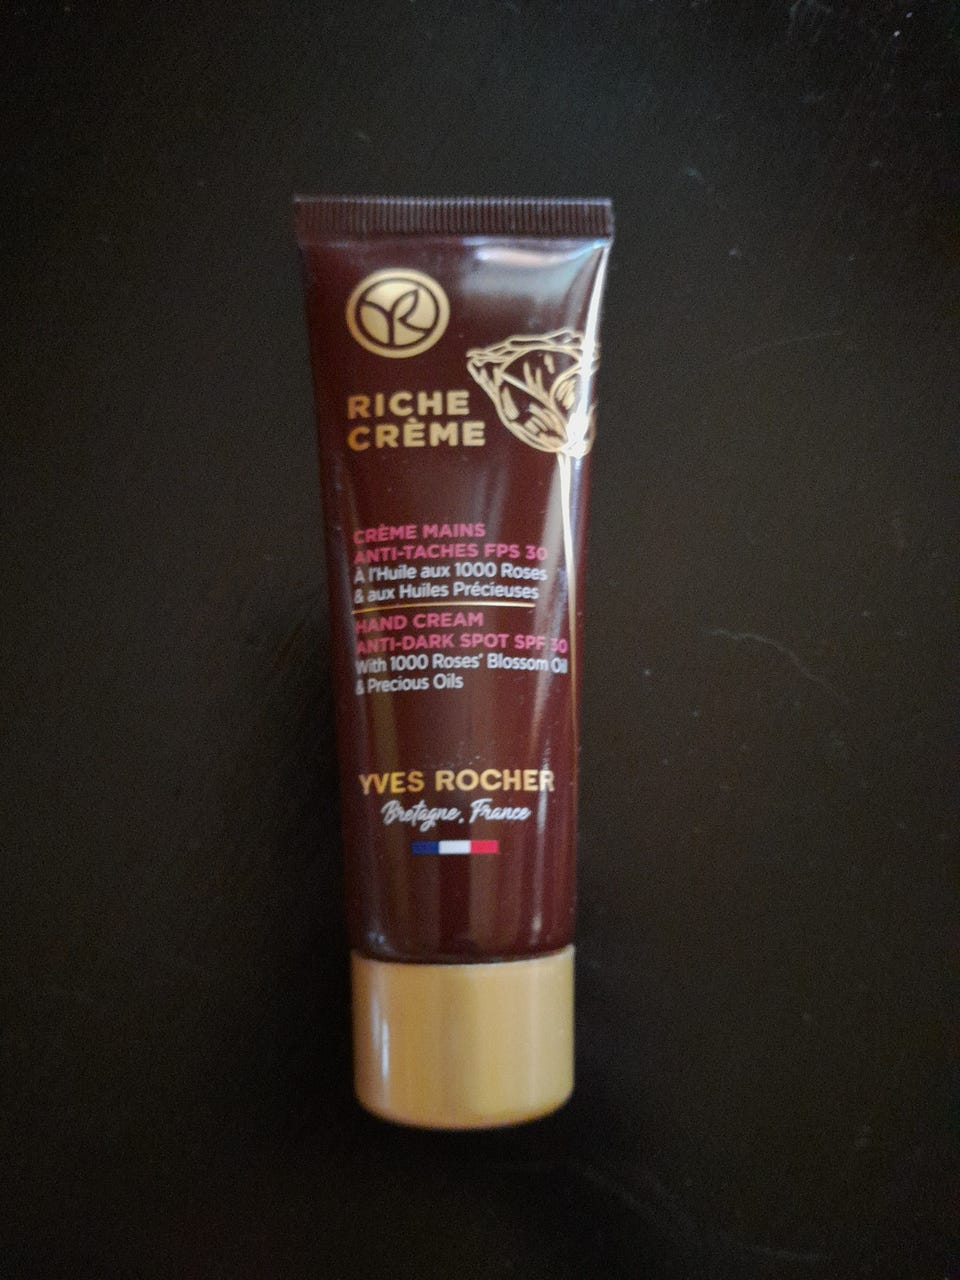 RICHE
CRÈME
CRÈME MAINS
ANTI-TACHES FPS 30
À l'Huile aux 1000 Roses
& aux Huiles Précieuses
HAND CREAM
ANTI-DARK SPOT SPF 30
With 1000 Roses' Blossom Oil
& Precious Oils
YVES ROCHER
Bretagne, France